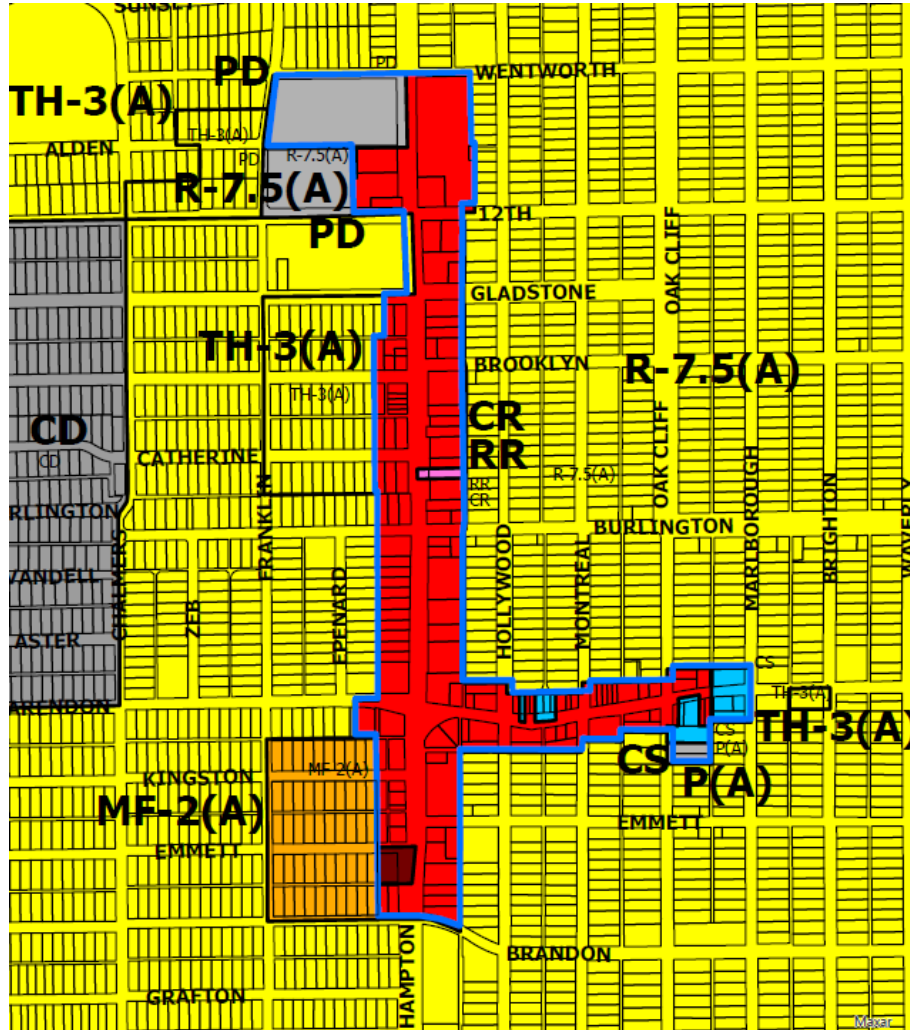 SUNSET
PD
PD
WENTWORTH
TH-3(A)
TH-3(A)
ALDEN
PD
R-7.5(A)
R-7.5(A)
12TH
PD
OAK CLIFF
GLADSTONE
TH-3(A)
BROOKLYN
R-7.5(A)
TH-3(A)
CR
CD
CD
CATHERINE
RR
R-7.5(A)
OAK CLIFF
MARLBOROUGH
BRIGHTON
WAVERLY
RR
CR
FRANKLIN
RLINGTON
BURLINGTON
HOLLYWOOD
MONTREAL
VANDELL
CHALMERS
ZEB
EPENARD
ASTER
CS
TH-3(A)
ARENDON
TH-3(A)
CS
P(A)
CS
P(A)
MF-2(A)
KINGSTON
MF-2(A)
EMMETT
EMMETT
HAMPTON
BRANDON
GRAFTON
Maxar